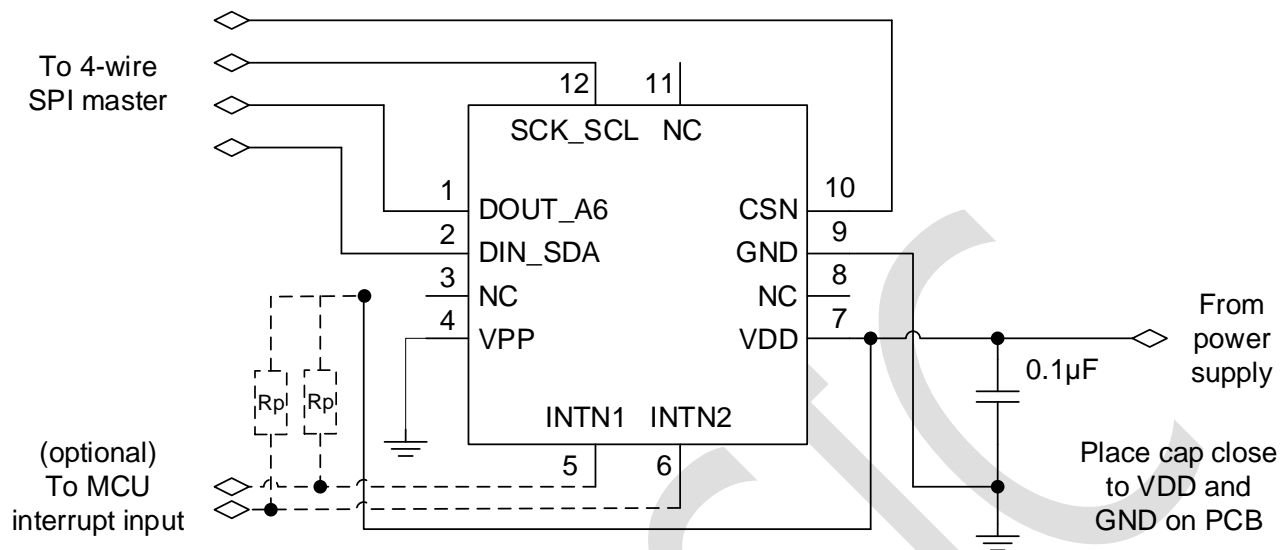 To 4-wire
SPI master
12
11
SCK_SCL
NC
1
DOUT_A6
2
DIN_SDA
3
NC
4
VPP
10
CSN
9
GND
8
NC
7
VDD
INTN1
INTN2
5
6
Rp
Rp
(optional)
To MCU
interrupt input
From
power
supply
0.1µF
Place cap close
to VDD and
GND on PCB